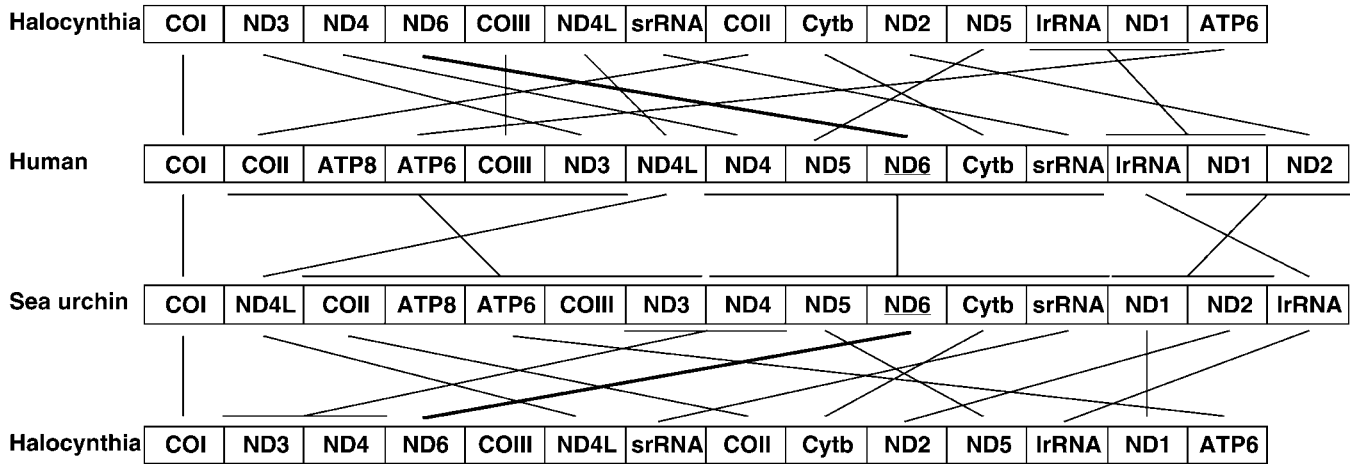 Halocynthia COI ND3 ND4 ND6 COIII ND4L srRNA COII Cytb ND2 ND5 lrRNA ND1 ATP6
Human COI COII ATP8 ATP6 COIII ND3 ND4L ND4 ND5 ND6 Cytb srRNA lrRNA ND1 ND2
Sea urchin COI ND4L COII ATP8 ATP6 COIII ND3 ND4 ND5 ND6 Cytb srRNA ND1 ND2 lrRNA
Halocynthia COI ND3 ND4 ND6 COIII ND4L srRNA COII Cytb ND2 ND5 lrRNA ND1 ATP6